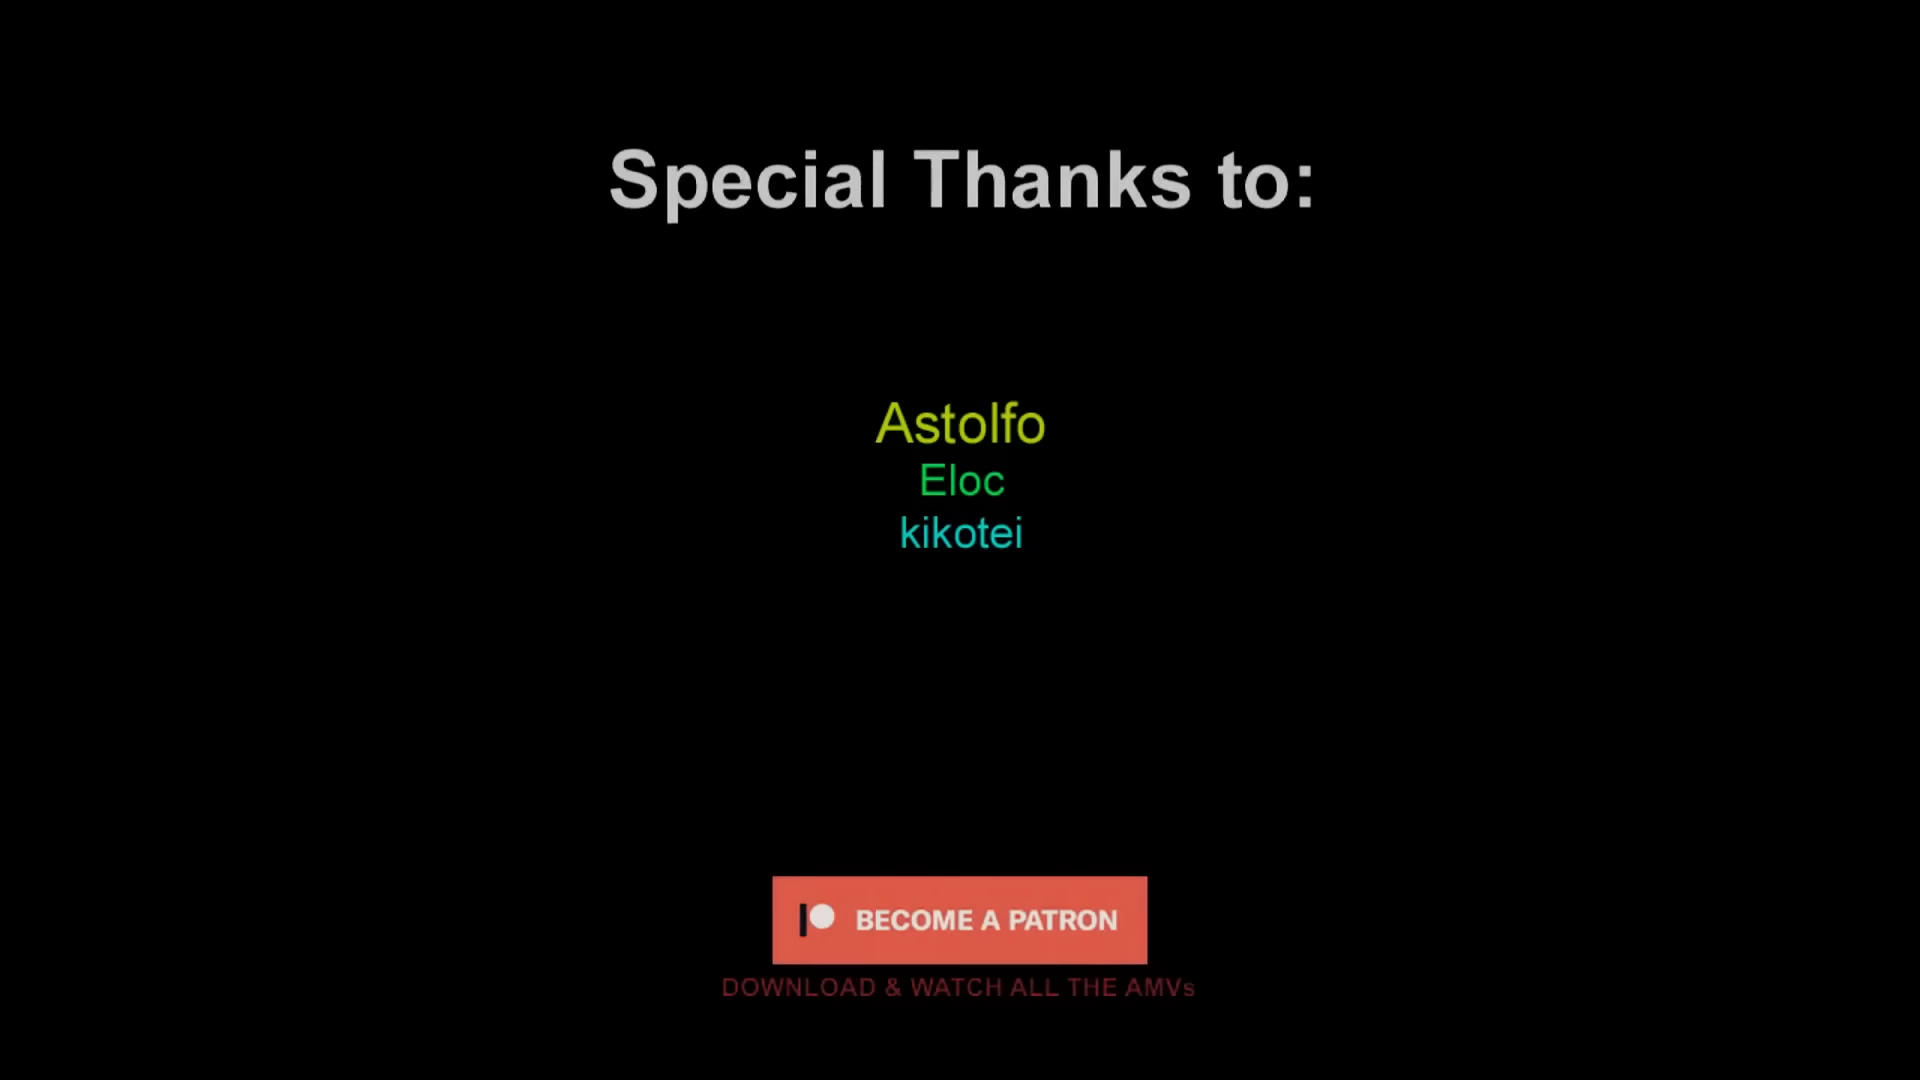 Special Thanks to:
Astolfo
Eloc
kikotei
BECOME A PATRON
DOWNLOAD & WATCH ALL THE AMVs